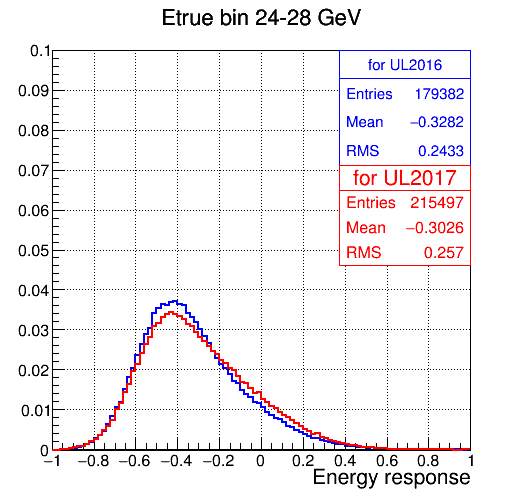 Etrue bin 24-28 GeV
for UL2016
Entries 179382
Mean −0.3282
RMS 0.2433
for UL2017
Entries 215497
Mean −0.3026
RMS 0.257
0.1
0.09
0.08
0.07
0.06
0.05
0.04
0.03
0.02
0.01
0
−1 −0.8 −0.6 −0.4 −0.2 0 0.2 0.4 0.6 0.8 1
Energy response